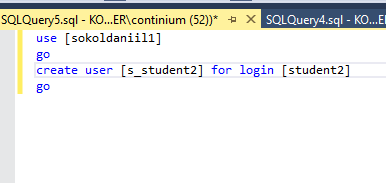 SQLQuery5.sql - KO...ER\continium (52))* SQLQuery4.sql - KO...E
use [sokoldaniil1]
go
create user [s_student2] for login [student2]
go